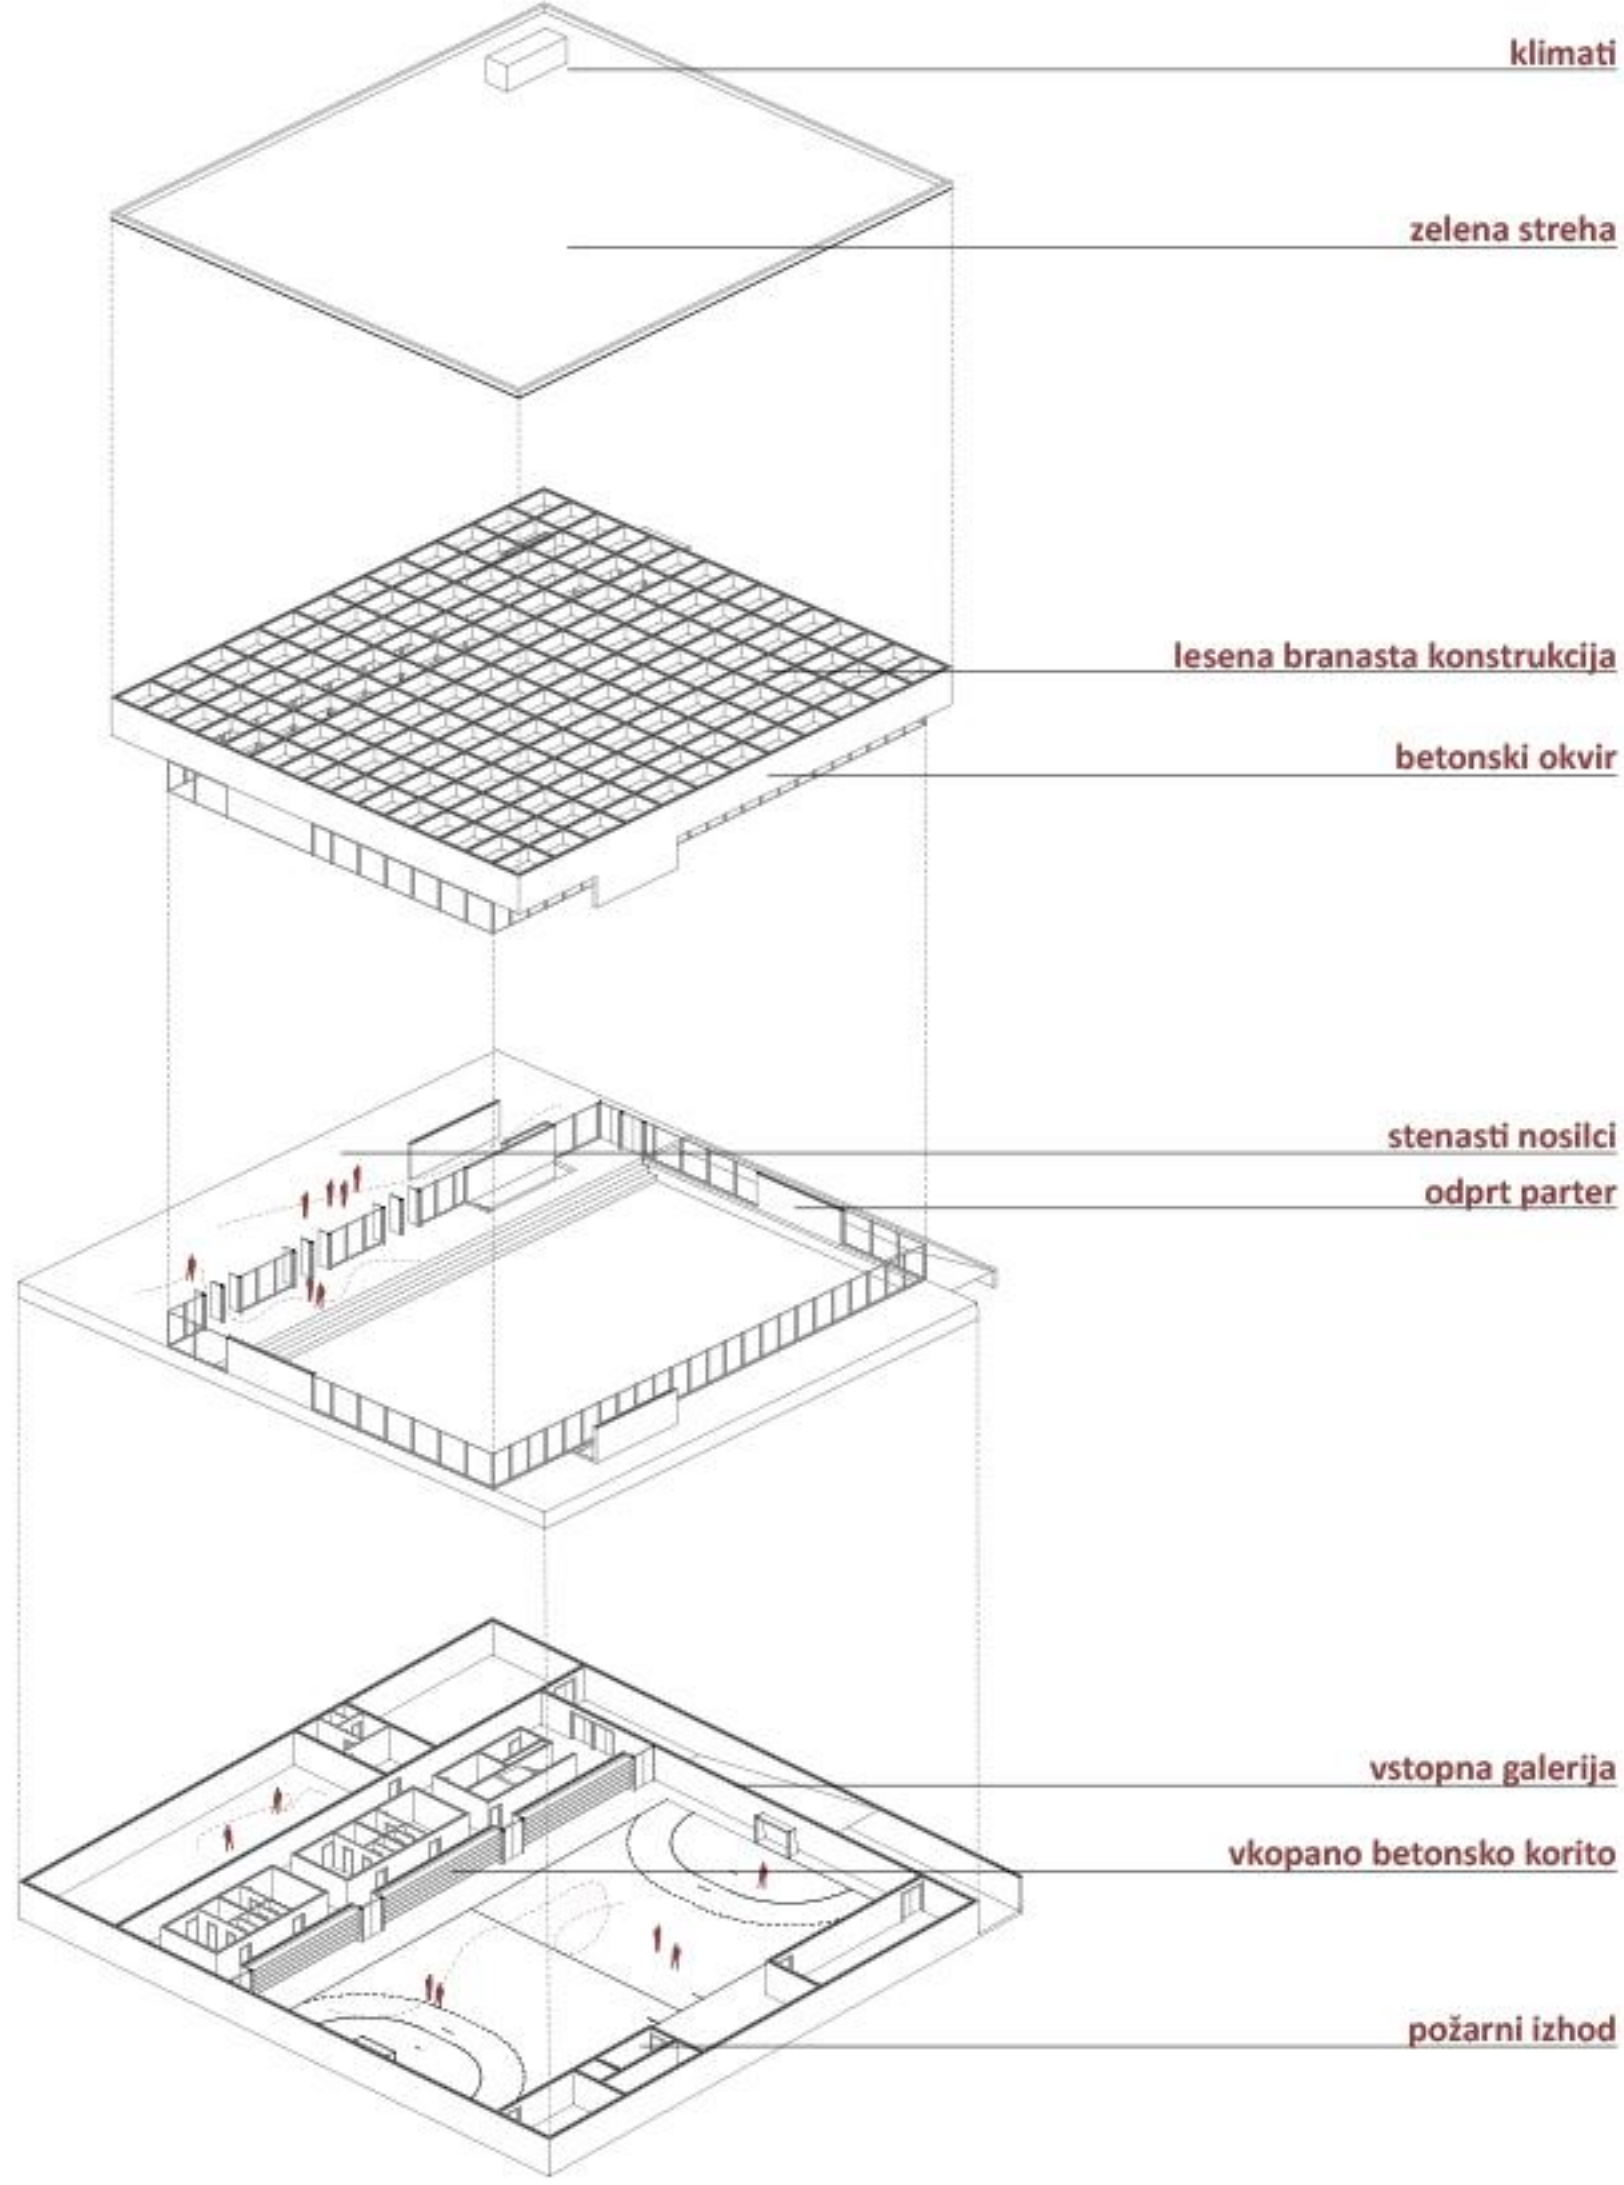 klimati
zelena streha
lesena branasta konstrukcija
betonski okvir
stenasti nosilci
odprt parter
vstopna galerija
vkopano betonsko korito
požarni izhod